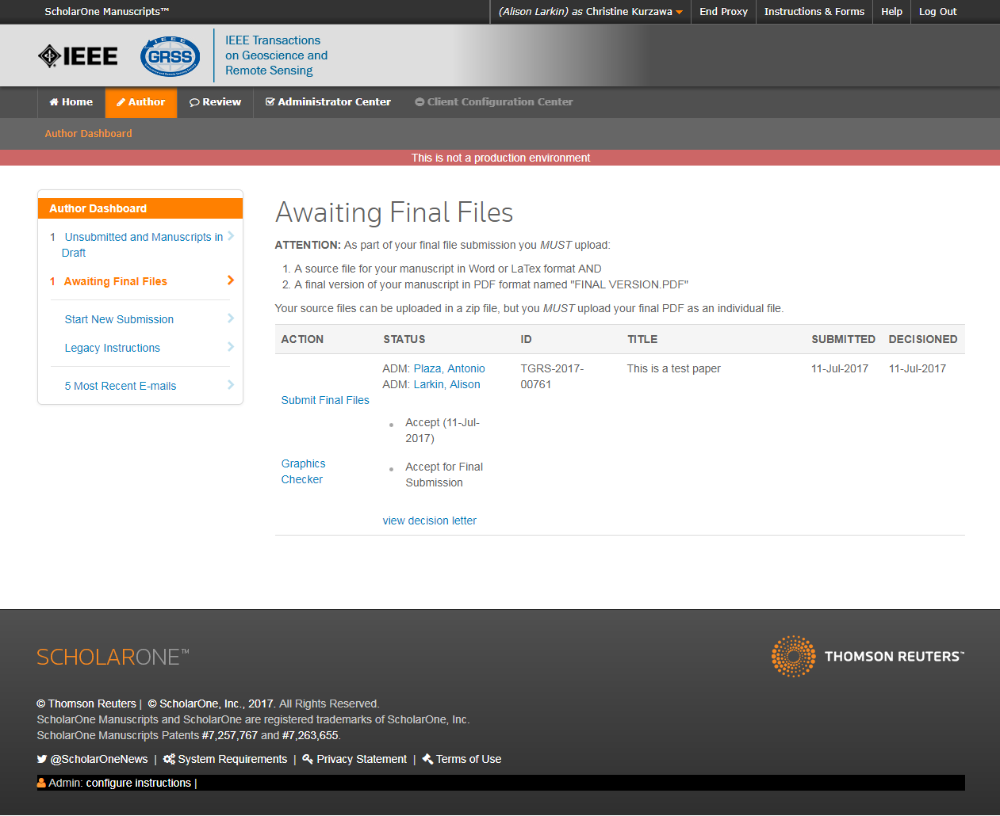 ScholarOne Manuscripts™
(Alison Larkin) as Christine Kurzawa
End Proxy
Instructions & Forms
Help
Log Out
IEEE
IEEE
GRSS
IEEE Transactions
on Geoscience and
Remote Sensing
Home
Author
Review
Administrator Center
Client Configuration Center
Author Dashboard
This is not a production environment
Author Dashboard
1 Unsubmitted and Manuscripts in
Draft
1 Awaiting Final Files
Start New Submission
Legacy Instructions
5 Most Recent E-mails
Awaiting Final Files
ATTENTION: As part of your final file submission you MUST upload:
1. A source file for your manuscript in Word or LaTex format AND
2. A final version of your manuscript in PDF format named "FINAL VERSION.PDF"
Your source files can be uploaded in a zip file, but you MUST upload your final PDF as an individual file.
ACTION STATUS ID TITLE SUBMITTED DECISIONED
ADM: Plaza, Antonio TGRS-2017- This is a test paper 11-Jul-2017 11-Jul-2017
ADM: Larkin, Alison 00761
Submit Final Files
Accept (11-Jul-
2017)
Graphics
Checker
Accept for Final
Submission
view decision letter
SCHOLARONE™
THOMSON REUTERS™
© Thomson Reuters | © ScholarOne, Inc., 2017. All Rights Reserved.
ScholarOne Manuscripts and ScholarOne are registered trademarks of ScholarOne, Inc.
ScholarOne Manuscripts Patents #7,257,767 and #7,263,655.
@ScholarOneNews | System Requirements | Privacy Statement | Terms of Use
Admin: configure instructions |